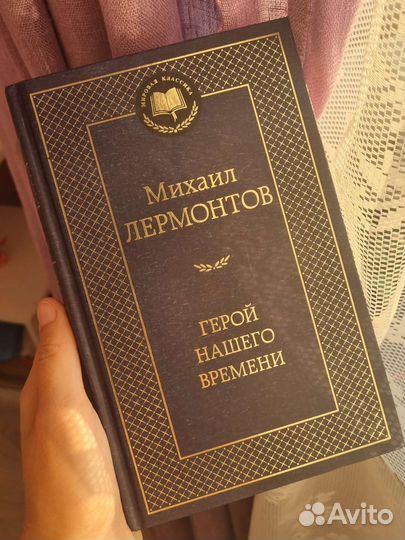 МИРОВАЯ КЛАССИКА
Михаил
ЛЕРМОНТОВ
ГЕРОЙ
НАШЕГО
ВРЕМЕНИ
Avito